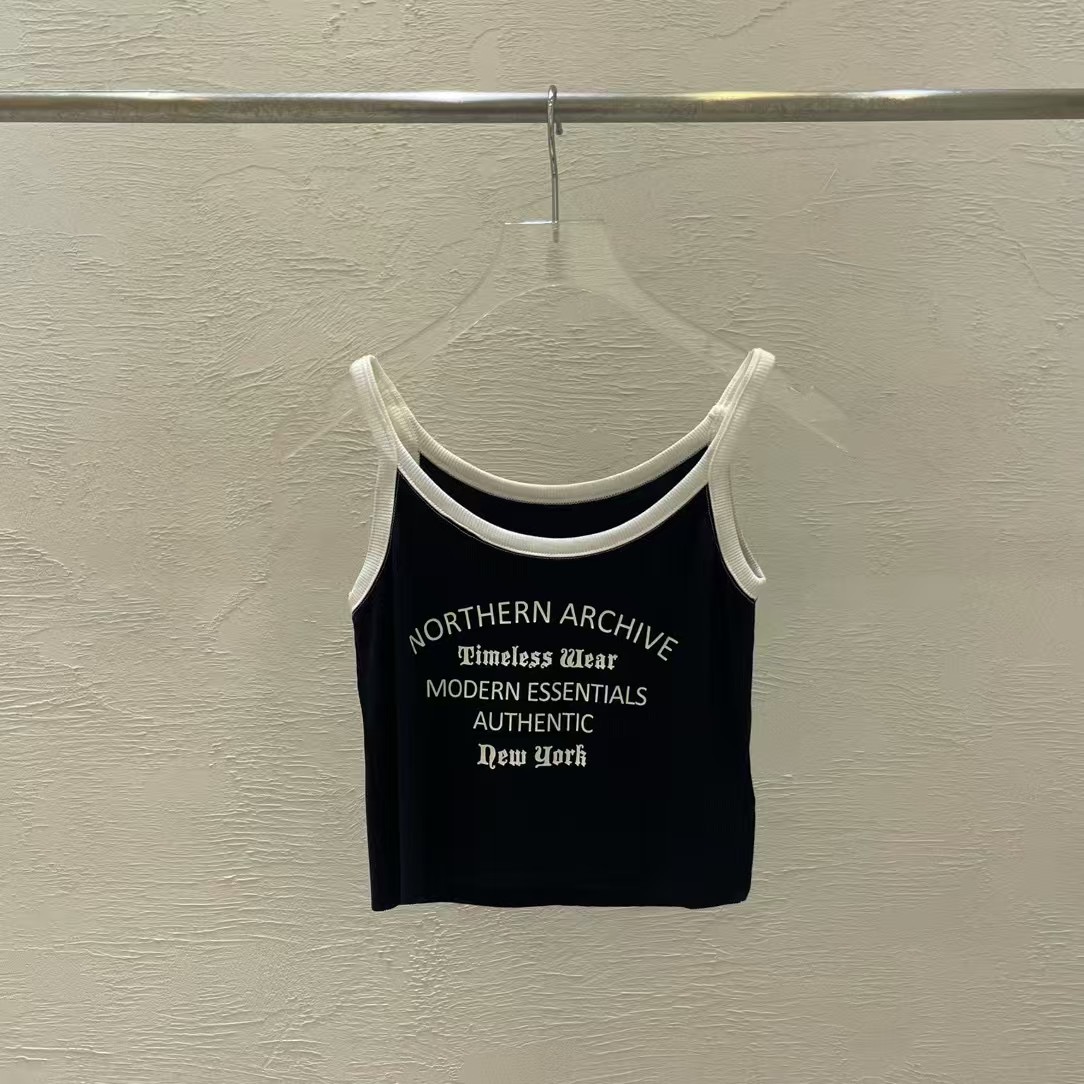 NORTHERN ARCHIVE
Timeless Wear
MODERN ESSENTIALS
AUTHENTIC
New York